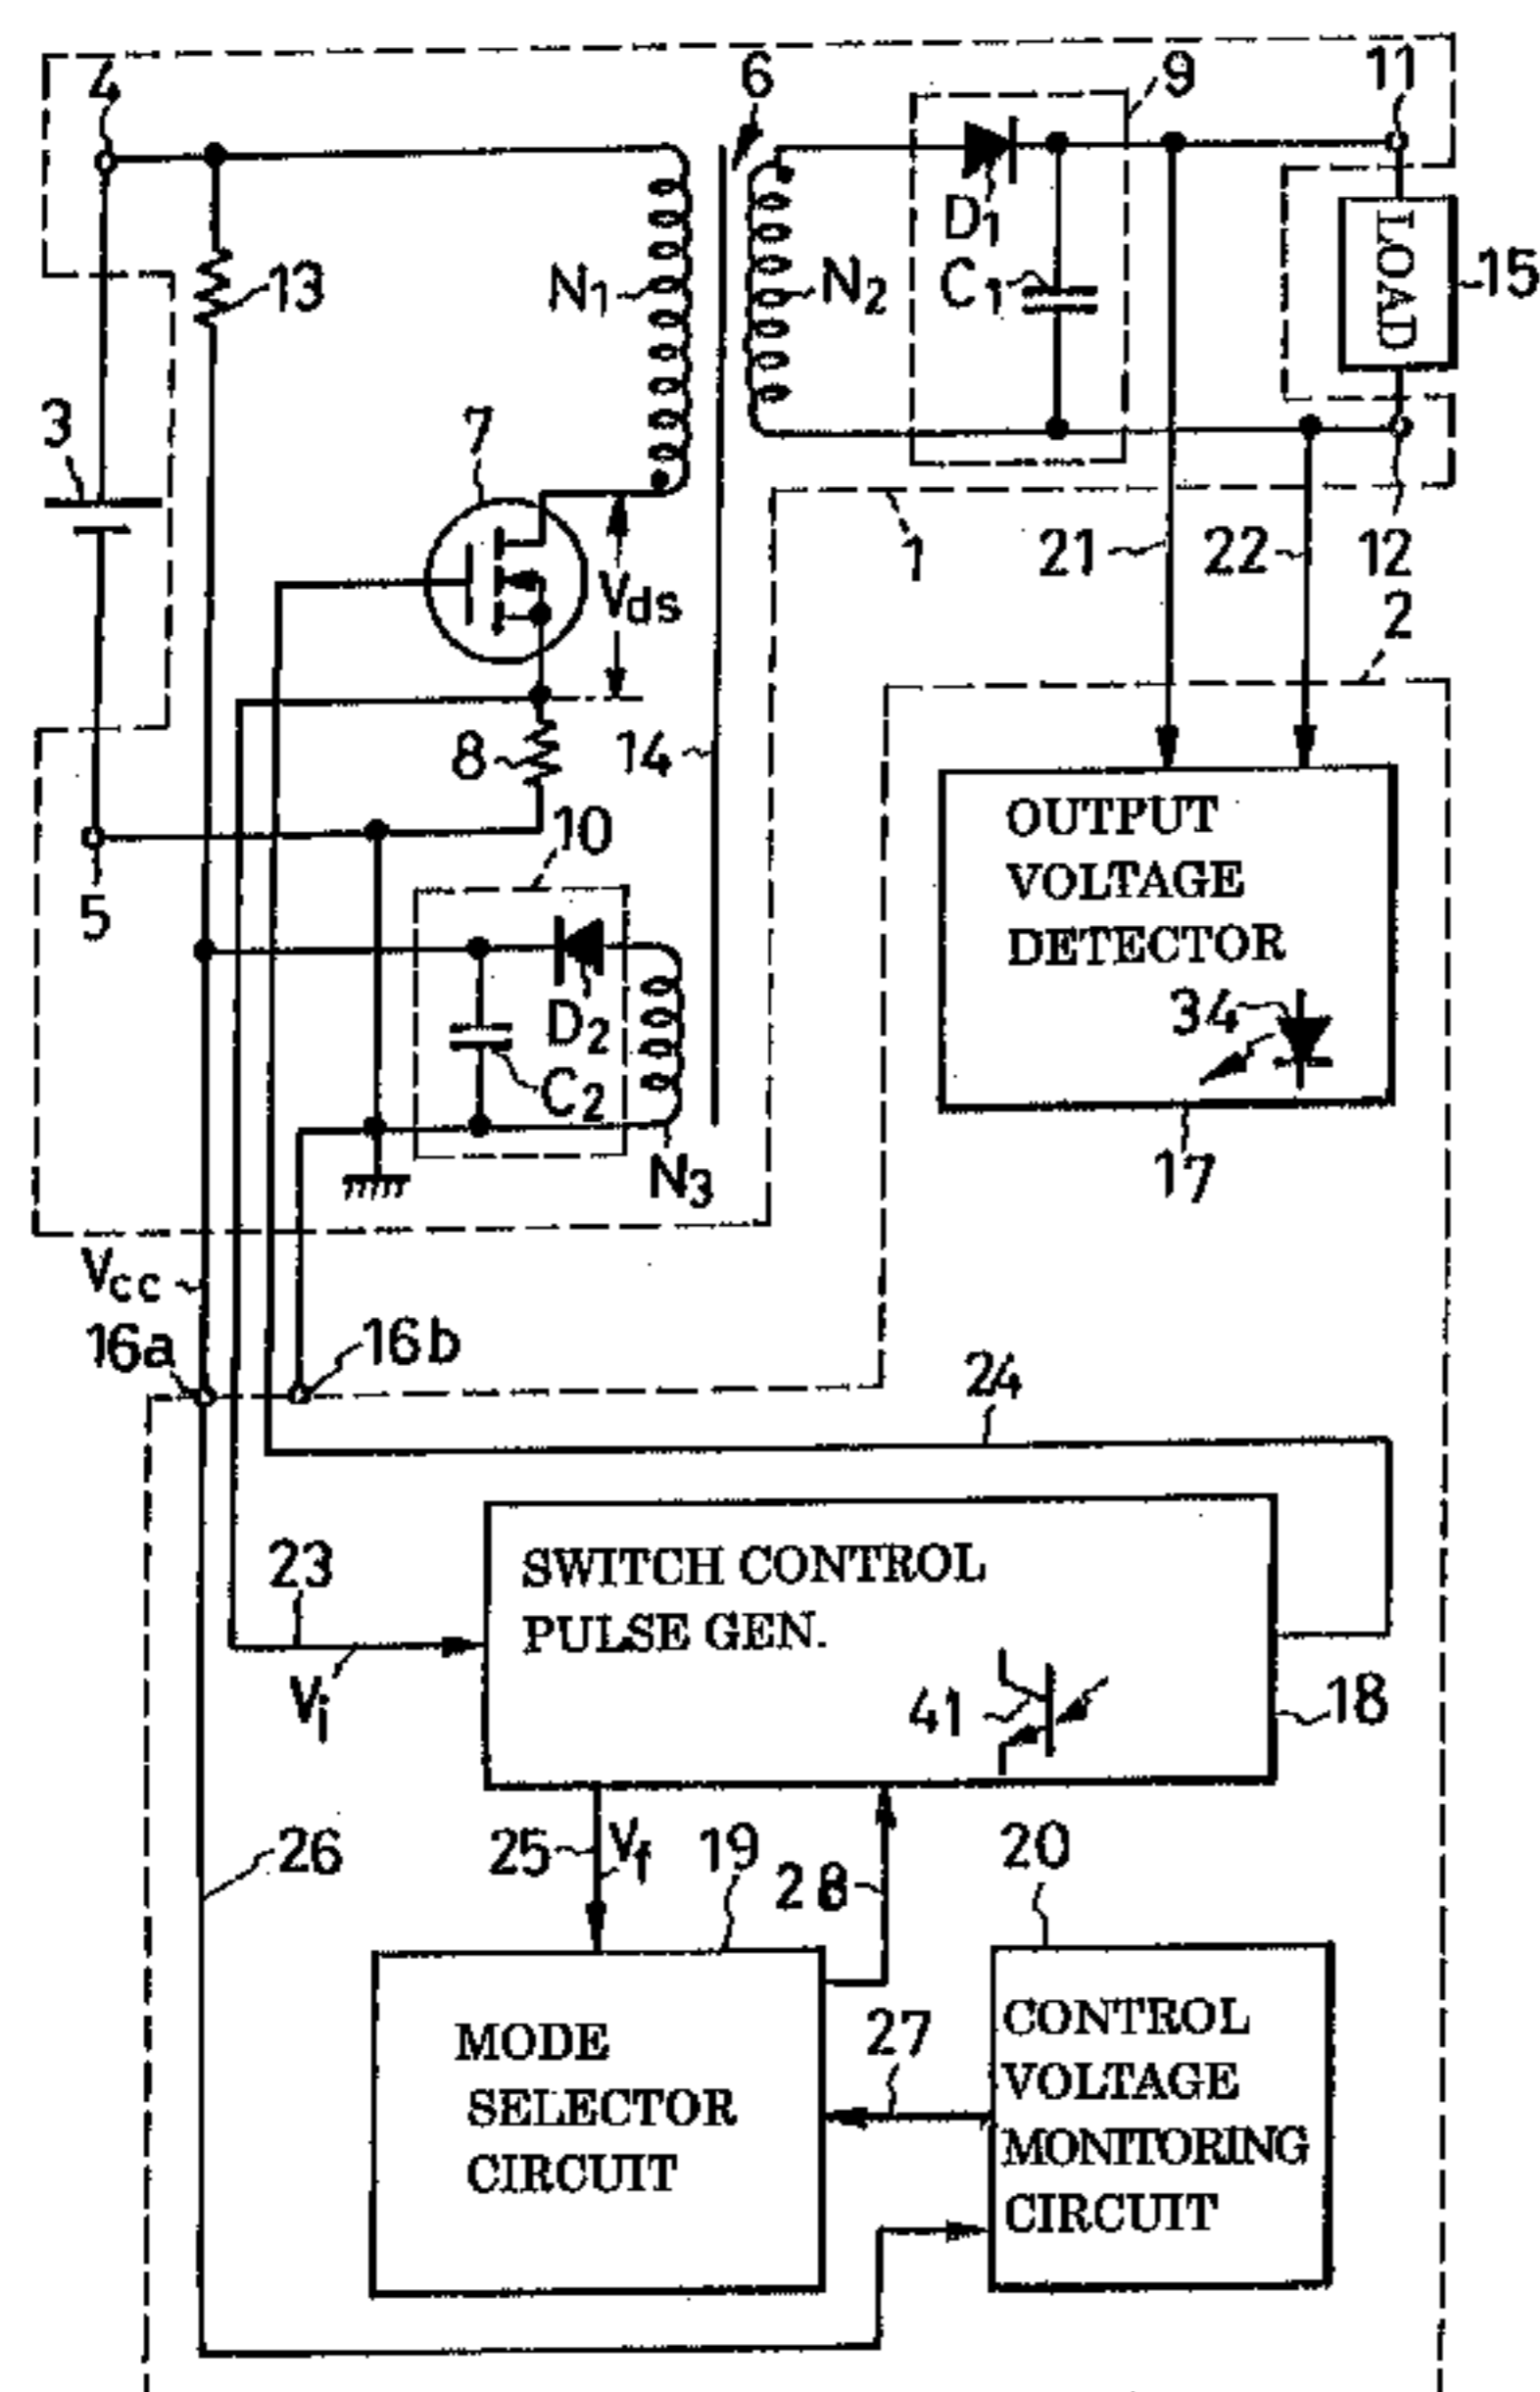 4
6
9
11
13
N1
N2
D1
C1
LOAD
15
3
7
Vds
1
21
22
12
2
8
14
10
5
OUTPUT
VOLTAGE
DETECTOR
34
D2
C2
N3
17
Vcc
16a
16b
24
23
Vi
SWITCH CONTROL
PULSE GEN.
41
18
25
Vf
19
28
20
26
MODE
SELECTOR
CIRCUIT
27
CONTROL
VOLTAGE
MONITORING
CIRCUIT